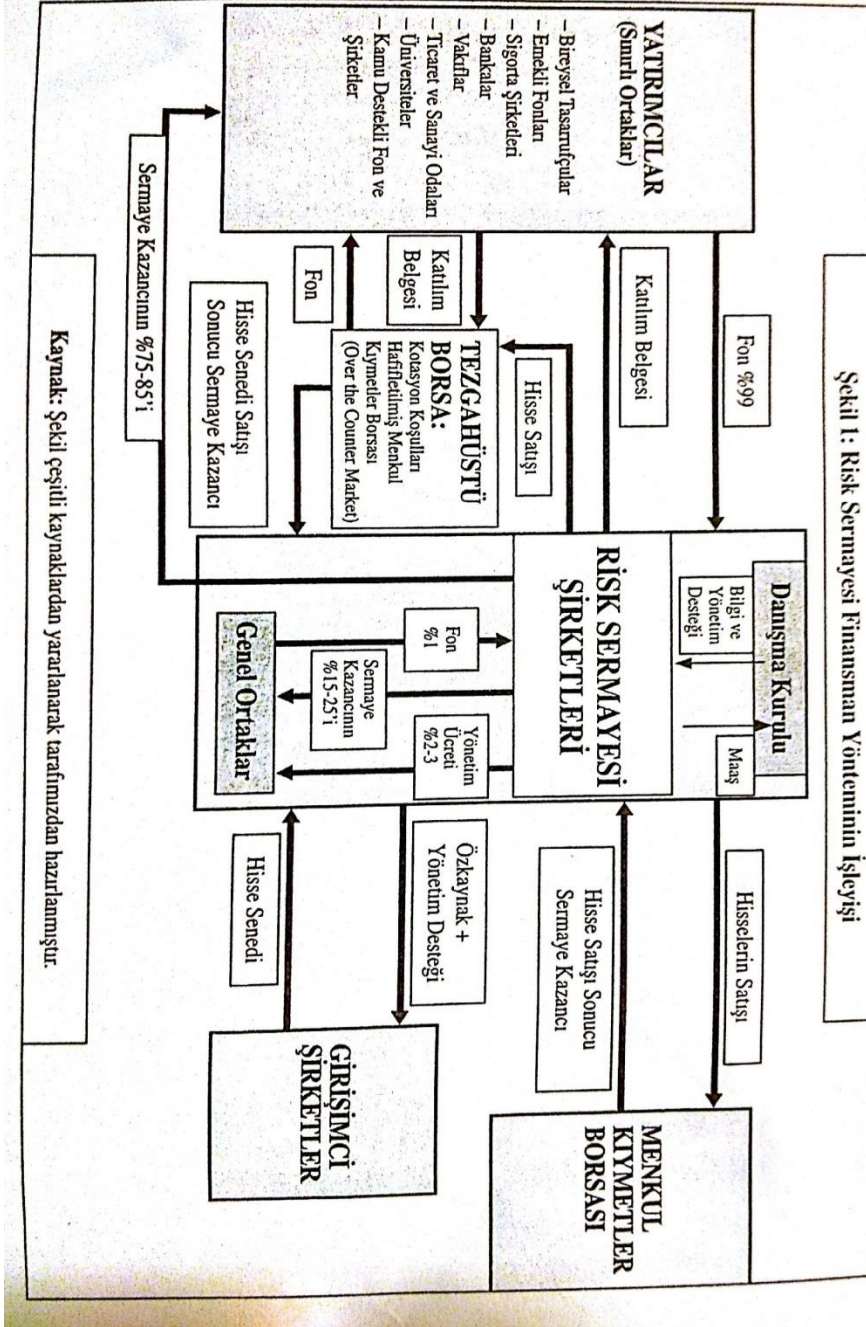 Şekil 1: Risk Sermayesi Finansman Yönteminin İşleyişi
YATIRIMCILAR
(Sınırlı Ortaklar)
– Bireysel Tasarrufçular
– Emekli Fonları
– Sigorta Şirketleri
– Bankalar
– Vakıflar
– Ticaret ve Sanayi Odaları
– Üniversiteler
– Kamu Destekli Fon ve
Şirketler
Fon %99
Katılım Belgesi
Katılım
Belgesi
Fon
Hisse Satışı
TEZGAHÜSTÜ
BORSA:
Kotasyon Koşulları
Hafifletilmiş Menkul
Kıymetler Borsası
(Over the Counter Market)
Hisse Senedi Satışı
Sonucu Sermaye Kazancı
Sermaye Kazancının %75-85'i
Danışma Kurulu
Bilgi ve
Yönetim
Desteği
Maaş
RİSK SERMAYESİ
ŞİRKETLERİ
Fon
%1
Sermaye
Kazancının
%15-25'i
Yönetim
Ücreti
%2-3
Genel Ortaklar
Hisselerin Satışı
Hisse Satışı Sonucu
Sermaye Kazancı
Özkaynak +
Yönetim Desteği
Hisse Senedi
MENKUL
KIYMETLER
BORSASI
GİRİŞİMCİ
ŞİRKETLER
Kaynak: Şekil çeşitli kaynaklardan yararlanarak tarafımızdan hazırlanmıştır.